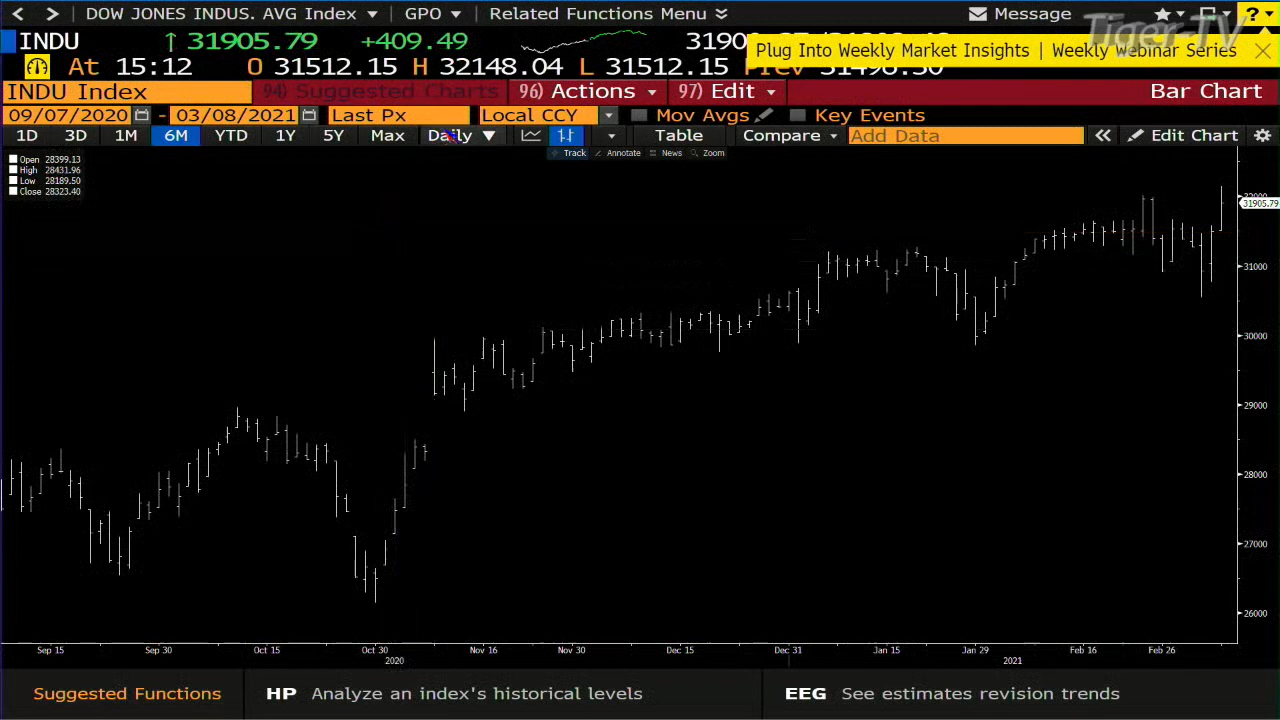 DOW JONES INDUS. AVG Index GPO Related Functions Menu Message ?
Tiger-TV
INDU ↑ 31905.79 +409.49
At 15:12 O 31512.15 H 32148.04 L 31512.15 Prev
Plug Into Weekly Market Insights | Weekly Webinar Series
INDU Index 94) Suggested Charts 96) Actions 97) Edit Bar Chart
09/07/2020 - 03/08/2021 Last Px Local CCY Mov Avgs Key Events
1D 3D 1M 6M YTD 1Y 5Y Max Daily Table Compare Add Data Edit Chart
Track Annotate News Zoom
Open 28399.13
High 28431.96
Low 28189.50
Close 28323.40
31905.79
31000
30000
29000
28000
27000
26000
Sep 15 Sep 30 Oct 15 Oct 30 Nov 16 Nov 30 Dec 15 Dec 31 Jan 15 Jan 29 Feb 16 Feb 26
2020 2021
Suggested Functions HP Analyze an index's historical levels EEG See estimates revision trends